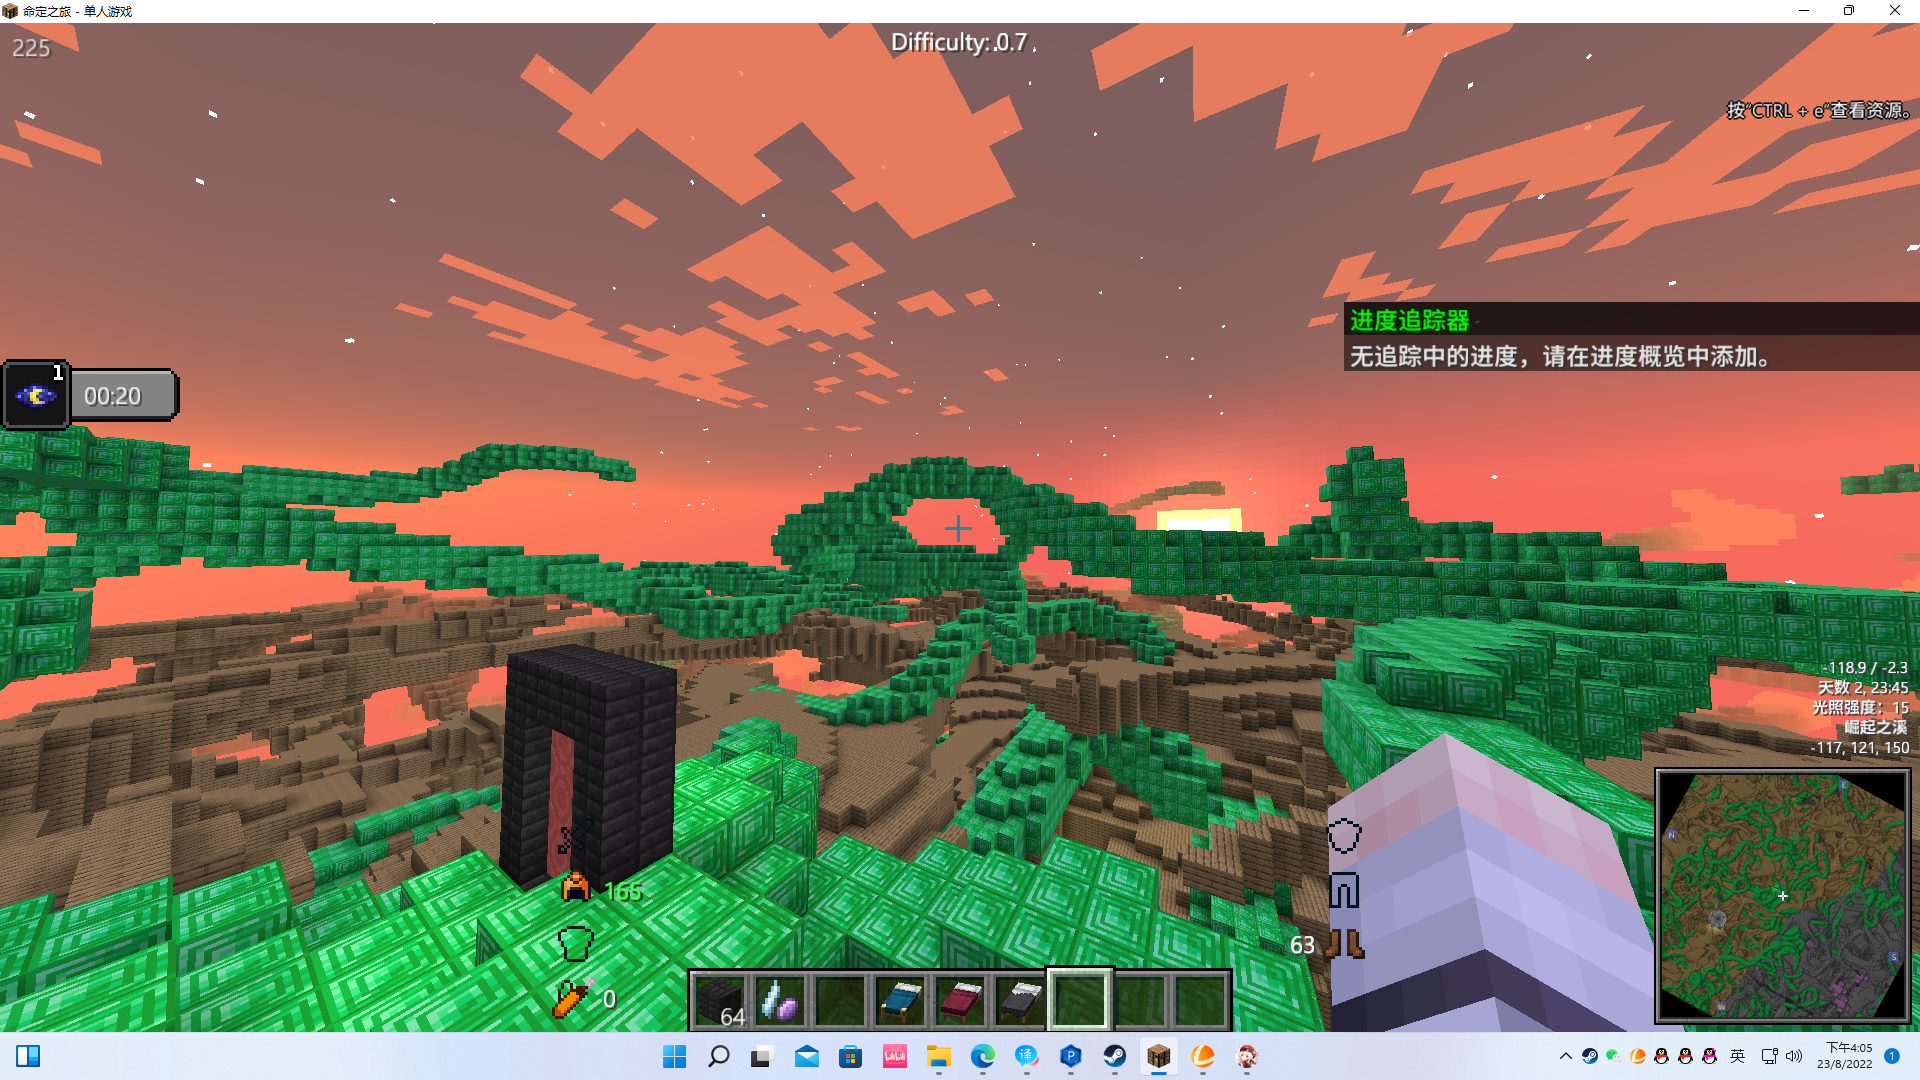 命定之旅 - 单人游戏
225
Difficulty: 0.7
按“CTRL + e”查看资源。
进度追踪器
无追踪中的进度，请在进度概览中添加。
1
00:20
-118.9 / -2.3
天数 2, 23:45
光照强度：15
崛起之溪
-117, 121, 150
E
N
S
W
165
63
0
64
译
P
英
下午4:05
23/8/2022
1